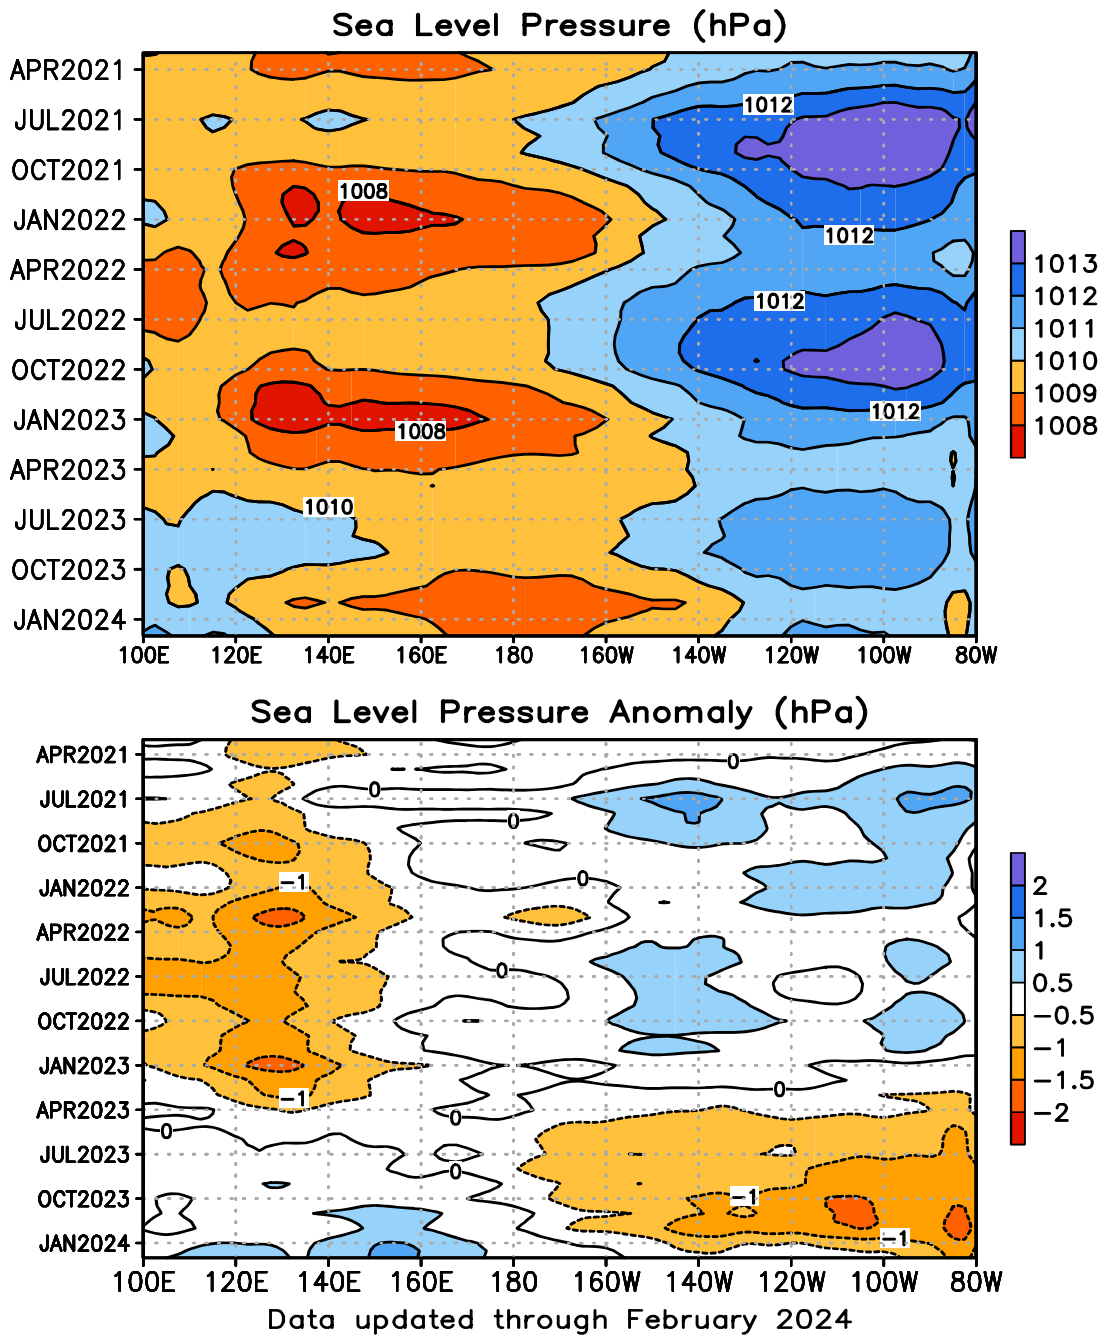 Sea Level Pressure (hPa)
APR2021
JUL2021
OCT2021
JAN2022
APR2022
JUL2022
OCT2022
JAN2023
APR2023
JUL2023
OCT2023
JAN2024
1012
1008
1012
1012
1012
1008
1010
1013
1012
1011
1010
1009
1008
100E 120E 140E 160E 180 160W 140W 120W 100W 80W
Sea Level Pressure Anomaly (hPa)
APR2021
JUL2021
OCT2021
JAN2022
APR2022
JUL2022
OCT2022
JAN2023
APR2023
JUL2023
OCT2023
JAN2024
0
0
0
-1
0
0
0
-1
0
0
0
-1
-1
2
1.5
1
0.5
-0.5
-1
-1.5
-2
100E 120E 140E 160E 180 160W 140W 120W 100W 80W
Data updated through February 2024